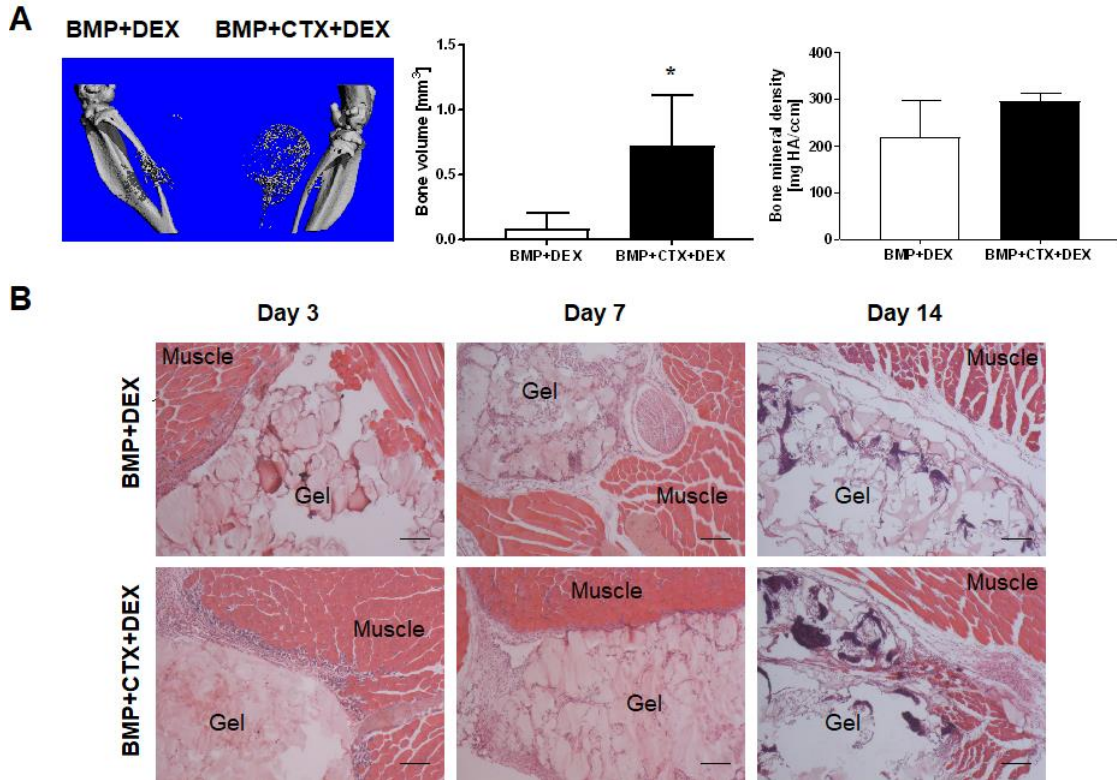 A
BMP+DEX BMP+CTX+DEX
Bone volume [mm³]
1.5
1.0
0.5
0.0
*
BMP+DEX BMP+CTX+DEX
Bone mineral density
[mg HA/ccm]
400
300
200
100
0
BMP+DEX BMP+CTX+DEX
B
Day 3 Day 7 Day 14
BMP+DEX
Muscle
Gel
Gel
Muscle
Muscle
Gel
BMP+CTX+DEX
Muscle
Gel
Muscle
Gel
Muscle
Gel